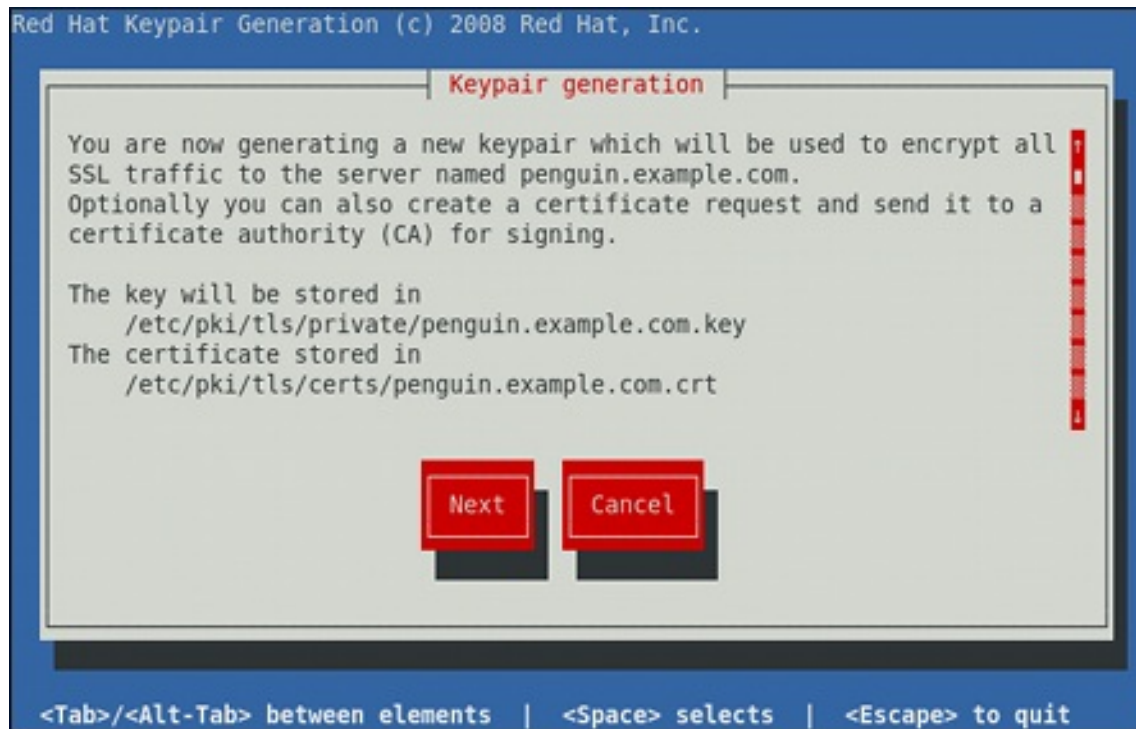 Red Hat Keypair Generation (c) 2008 Red Hat, Inc.
Keypair generation
You are now generating a new keypair which will be used to encrypt all
SSL traffic to the server named penguin.example.com.
Optionally you can also create a certificate request and send it to a
certificate authority (CA) for signing.
The key will be stored in
/etc/pki/tls/private/penguin.example.com.key
The certificate stored in
/etc/pki/tls/certs/penguin.example.com.crt
Next Cancel
<Tab>/<Alt-Tab> between elements | <Space> selects | <Escape> to quit